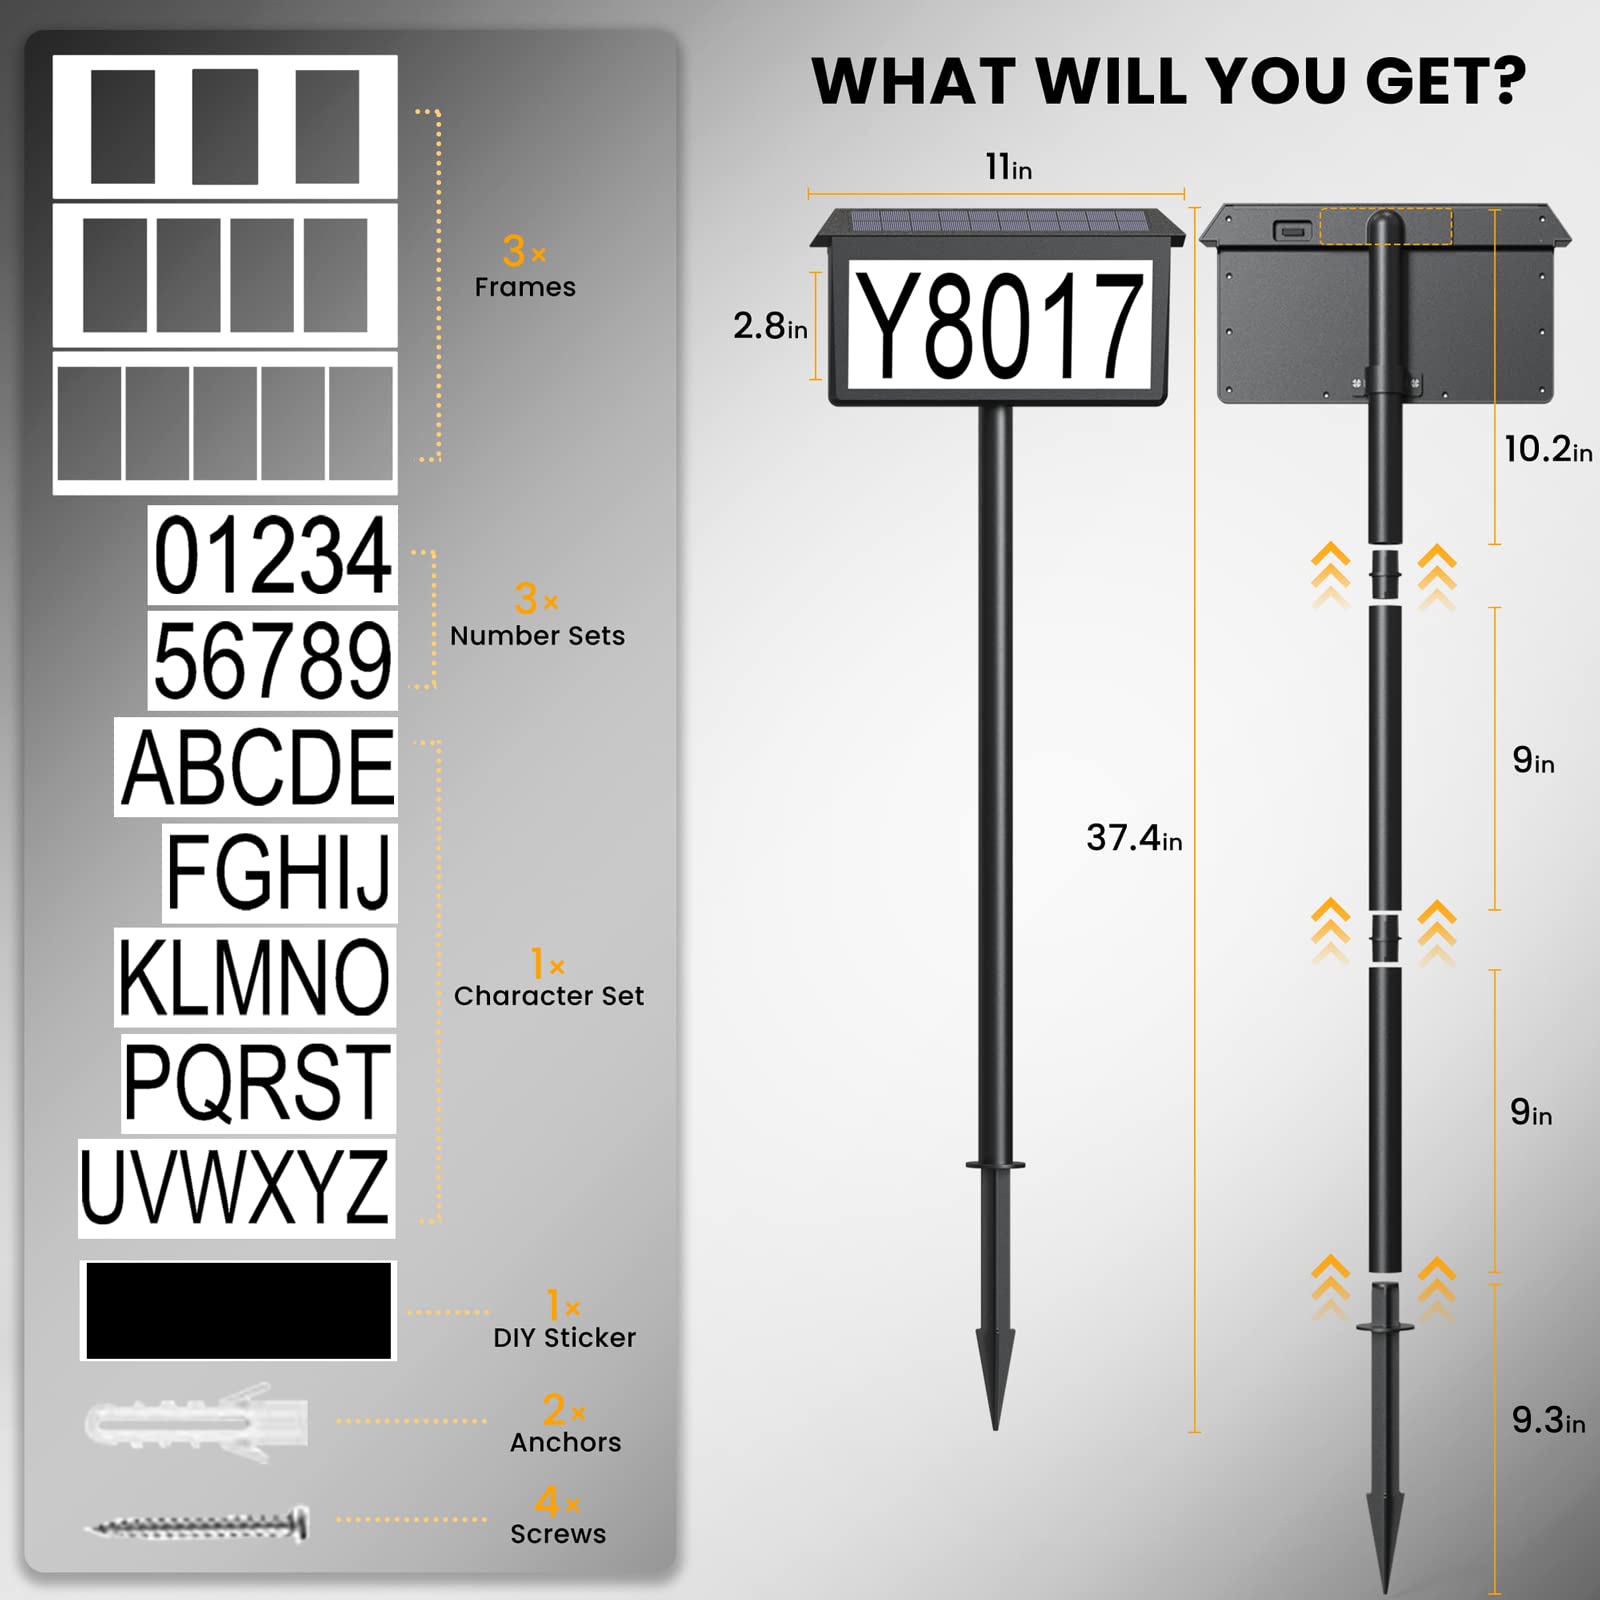 WHAT WILL YOU GET?
3×
Frames
01234
56789
3×
Number Sets
ABCDE
FGHIJ
KLMNO
PQRST
UVWXYZ
1×
Character Set
1×
DIY Sticker
2×
Anchors
4×
Screws
11in
2.8in
Y8017
37.4in
10.2in
9in
9in
9.3in